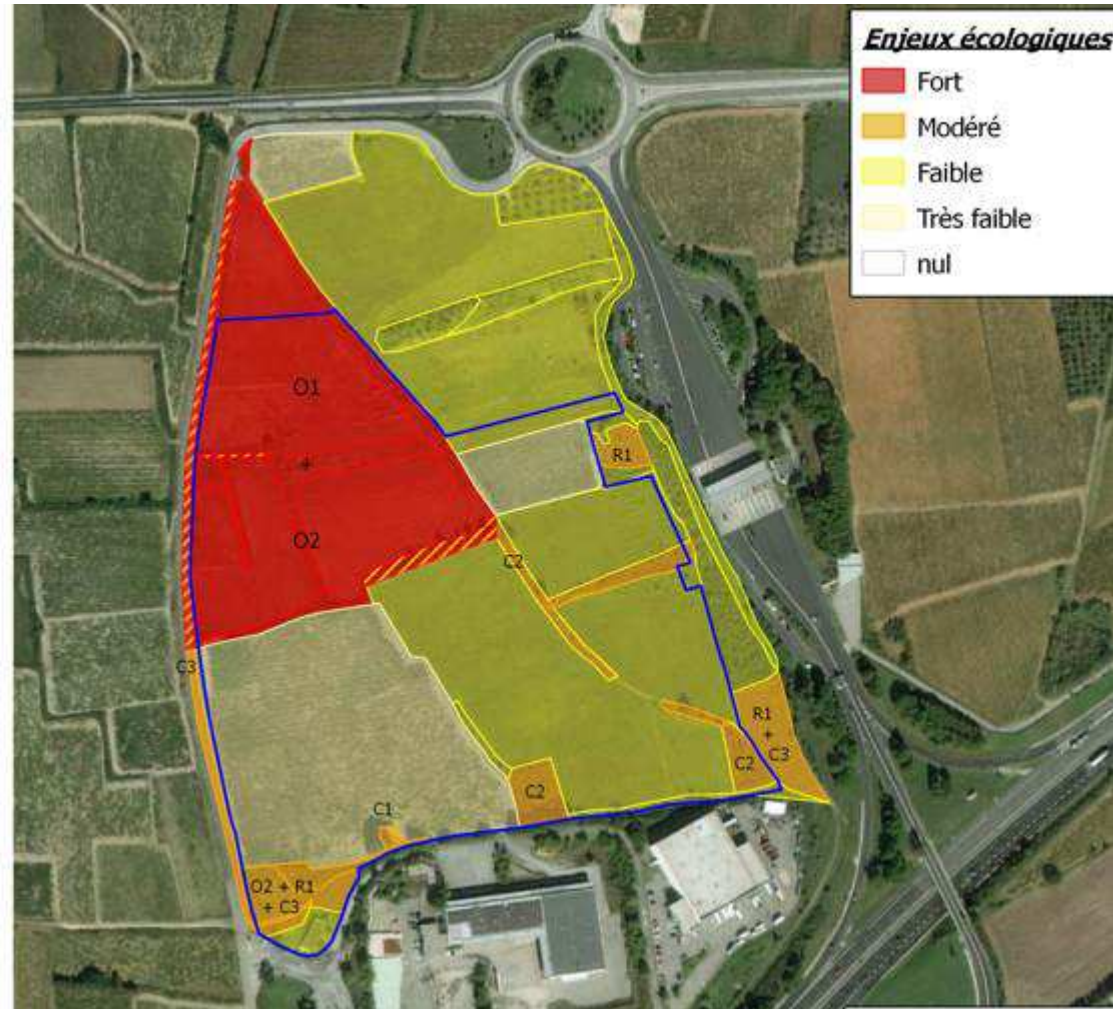 Enjeux écologiques
Fort
Modéré
Faible
Très faible
nul
O1
+
O2
R1
C2
C3
R1
+
C3
C2
C2
C1
O2 + R1
+ C3